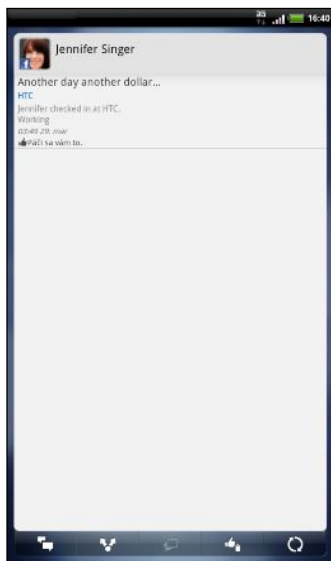 3G 16:40
Jennifer Singer
Another day another dollar...
HTC
Jennifer checked in at HTC.
Working
03:49 29. mar
Páči sa vám to.